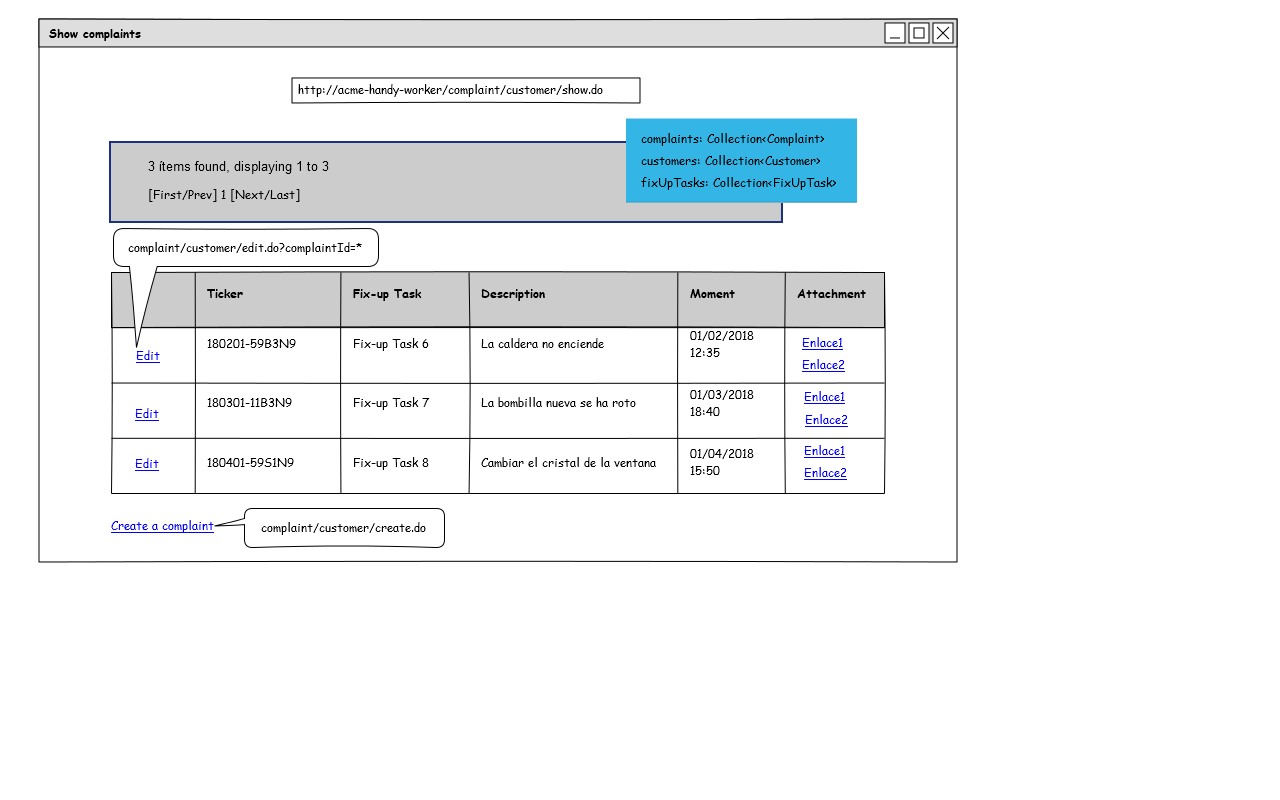 Show complaints
http://acme-handy-worker/complaint/customer/show.do
complaints: Collection<Complaint>
customers: Collection<Customer>
fixUpTasks: Collection<FixUpTask>
3 ítems found, displaying 1 to 3
[First/Prev] 1 [Next/Last]
complaint/customer/edit.do?complaintId=*
Ticker Fix-up Task Description Moment Attachment
Edit 180201-59B3N9 Fix-up Task 6 La caldera no enciende 01/02/2018 12:35 Enlace1 Enlace2
Edit 180301-11B3N9 Fix-up Task 7 La bombilla nueva se ha roto 01/03/2018 18:40 Enlace1 Enlace2
Edit 180401-59S1N9 Fix-up Task 8 Cambiar el cristal de la ventana 01/04/2018 15:50 Enlace1 Enlace2
Create a complaint complaint/customer/create.do